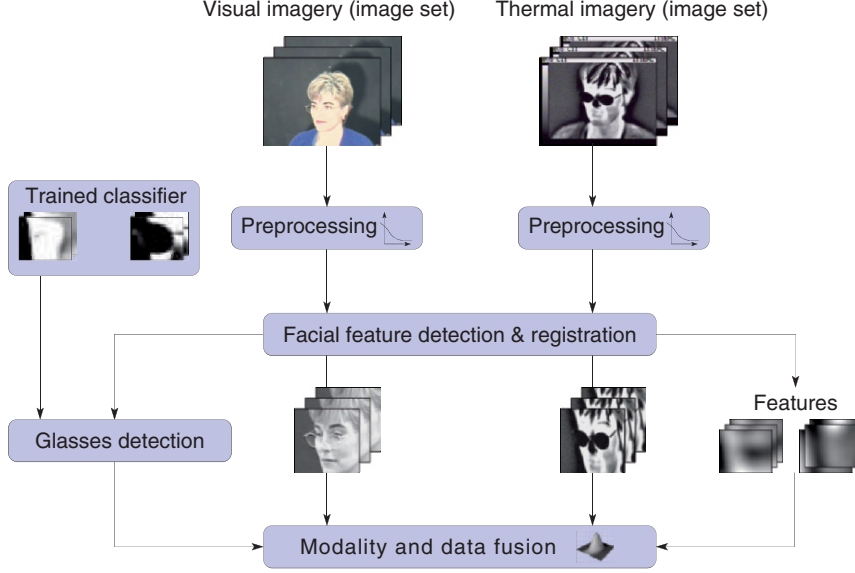 Visual imagery (image set)
Thermal imagery (image set)
Trained classifier
Preprocessing
Preprocessing
Facial feature detection & registration
Features
Glasses detection
Modality and data fusion